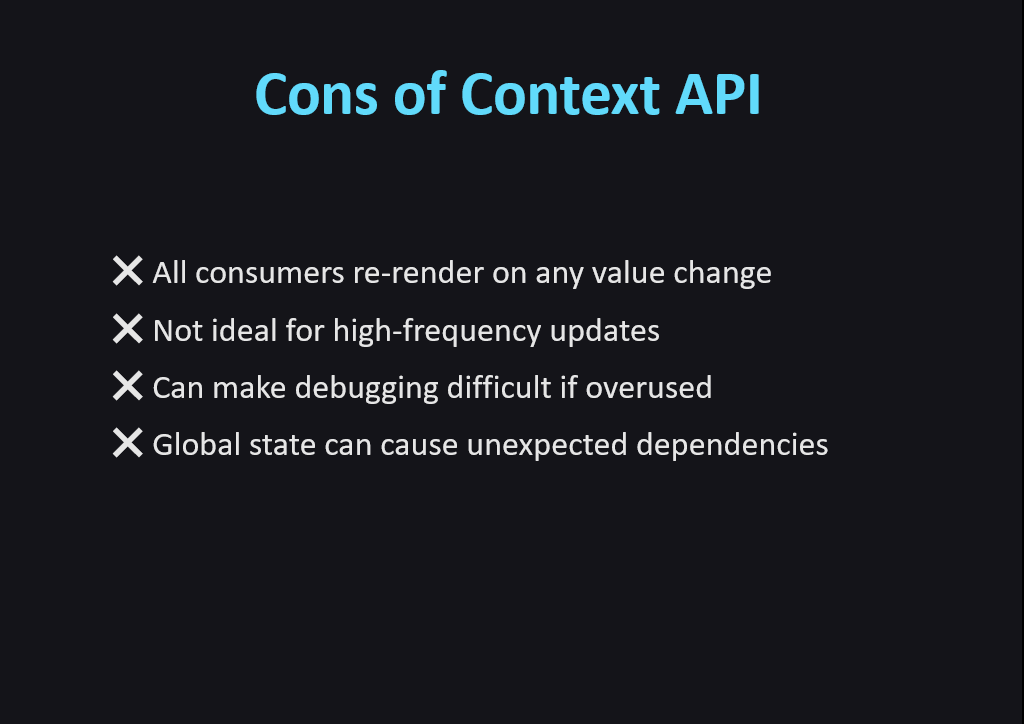 Cons of Context API
❌ All consumers re-render on any value change
❌ Not ideal for high-frequency updates
❌ Can make debugging difficult if overused
❌ Global state can cause unexpected dependencies